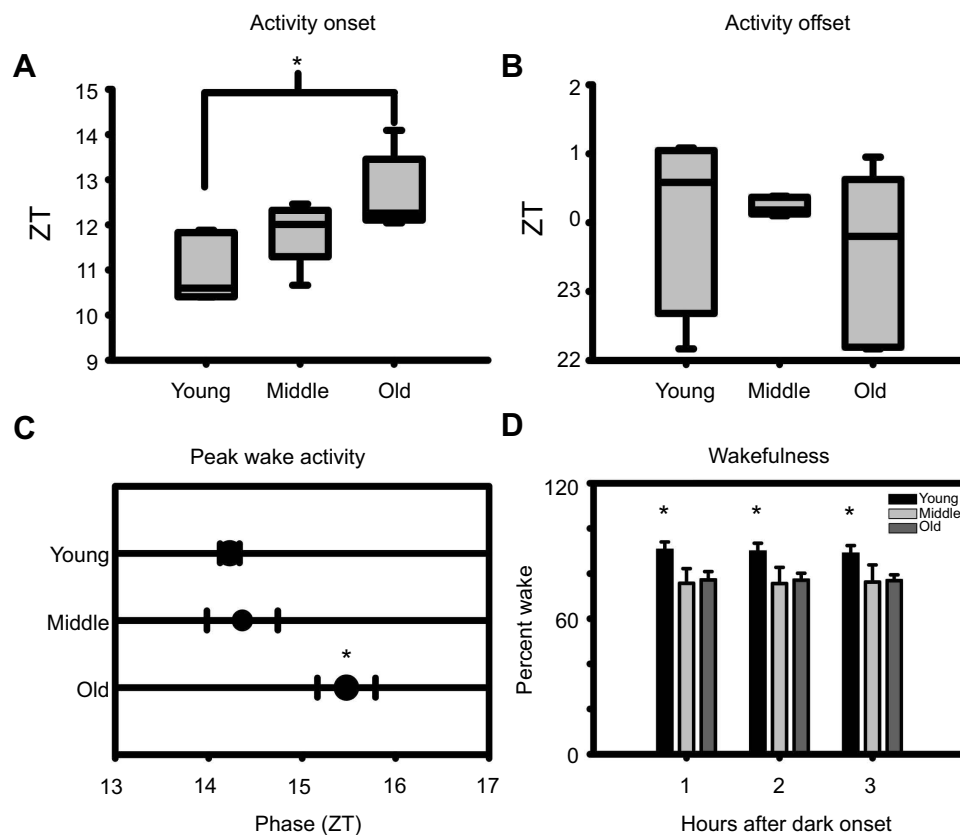 Activity onset
A
*
15
14
13
12
11
10
9
ZT
Young Middle Old
Activity offset
B
2
1
0
23
22
ZT
Young Middle Old
C
Peak wake activity
Young
Middle
Old
*
13 14 15 16 17
Phase (ZT)
D
Wakefulness
120
60
0
Percent wake
* * *
Young
Middle
Old
1 2 3
Hours after dark onset